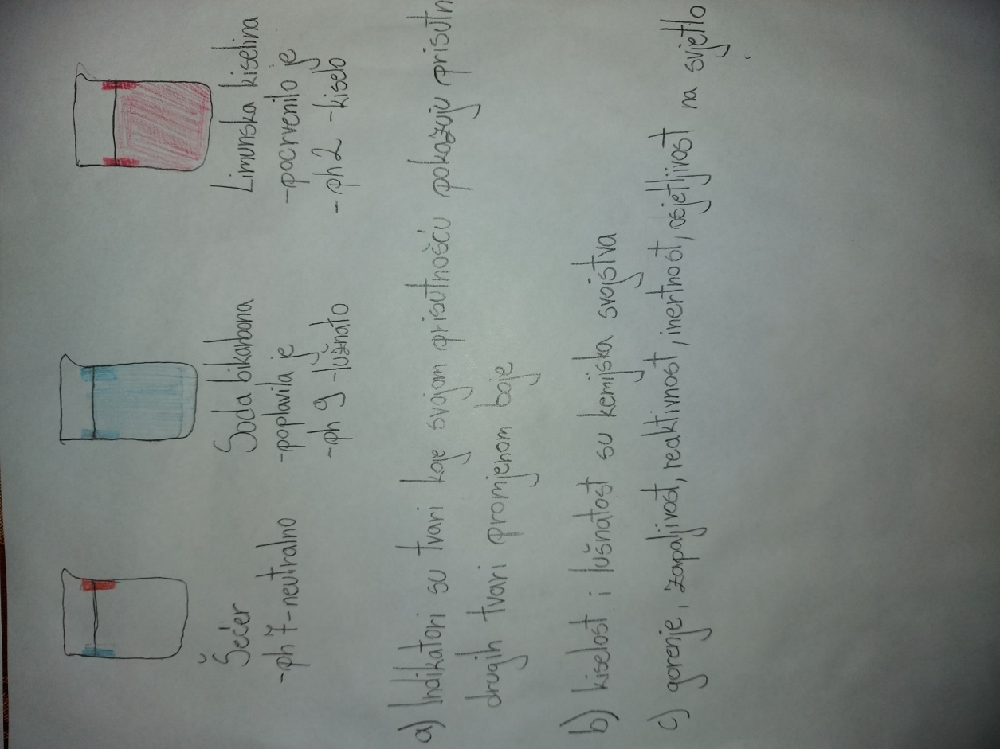 Šećer
-ph 7-neutralno
Soda bikarbona
-poplavila je
-ph 9 -lužnato
Limunska kiselina
-pocrvenilo je
-ph 2 -kiselo
a) Indikatori su tvari koje svojom prisutnošću pokazuju prisutn
drugih tvari promjenom boje
b) kiselost i lušnatost su kemijska svojstva
c) gorenje, zapaljivost, reaktivnost, inertnost, osjetljivost na svjetlo